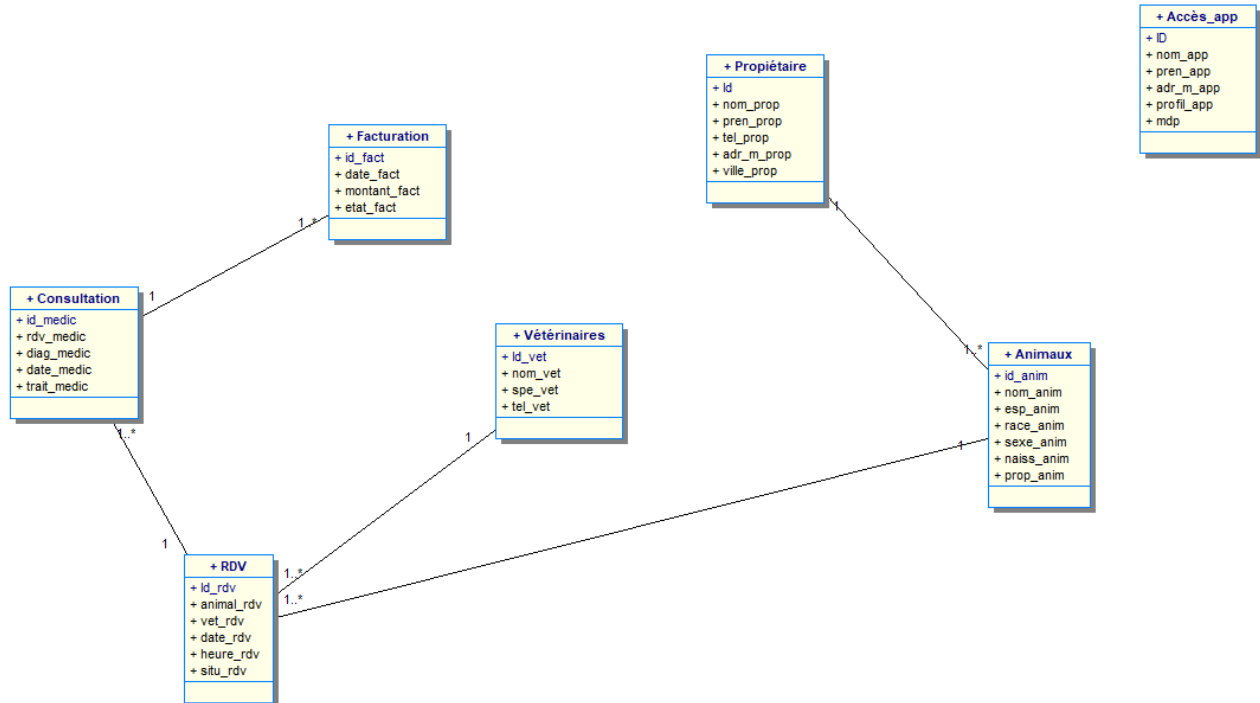 + Accès_app
+ ID
+ nom_app
+ pren_app
+ adr_m_app
+ profil_app
+ mdp
+ Propiétaire
+ Id
+ nom_prop
+ pren_prop
+ tel_prop
+ adr_m_prop
+ ville_prop
1
+ Facturation
+ id_fact
+ date_fact
+ montant_fact
+ etat_fact
1..*
1
+ Consultation
+ id_medic
+ rdv_medic
+ diag_medic
+ date_medic
+ trait_medic
1..*
+ Vétérinaires
+ Id_vet
+ nom_vet
+ spe_vet
+ tel_vet
1
1..*
+ Animaux
+ id_anim
+ nom_anim
+ esp_anim
+ race_anim
+ sexe_anim
+ naiss_anim
+ prop_anim
1
1
+ RDV
+ Id_rdv
+ animal_rdv
+ vet_rdv
+ date_rdv
+ heure_rdv
+ situ_rdv
1..*
1..*